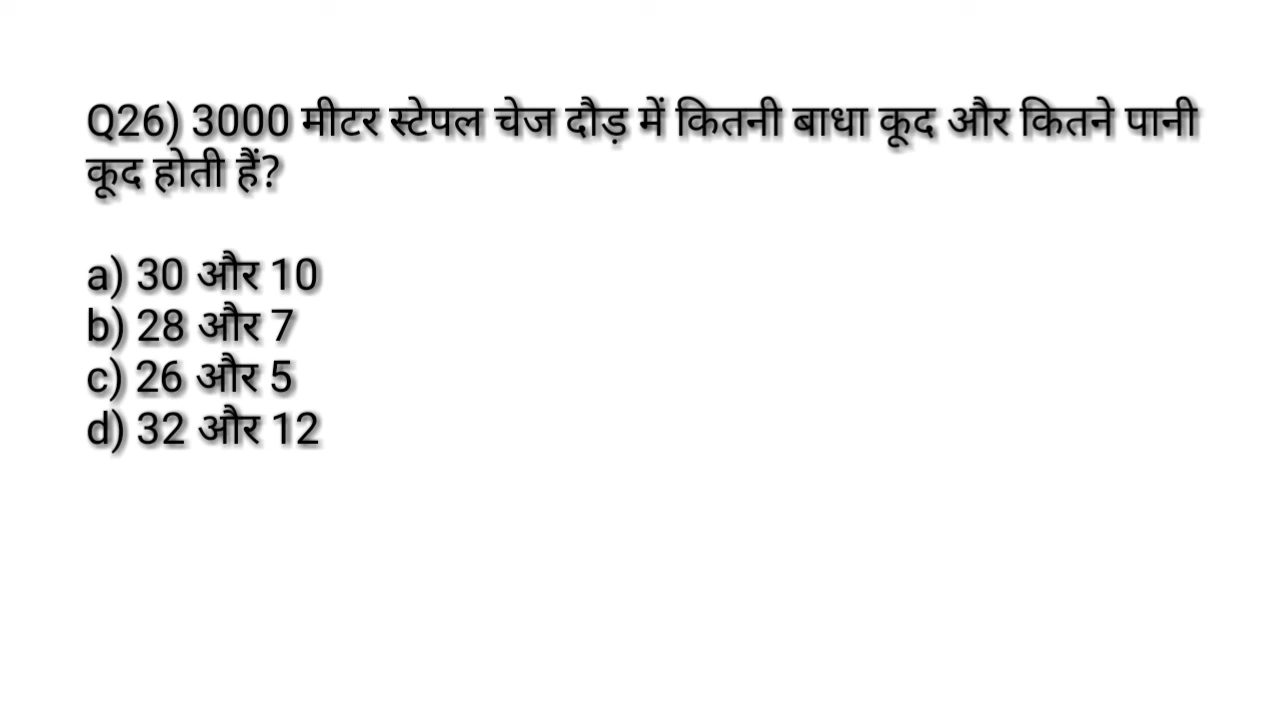 Q26) 3000 मीटर स्टेपल चेज दौड़ में कितनी बाधा कूद और कितने पानी
कूद होती हैं?
a) 30 और 10
b) 28 और 7
c) 26 और 5
d) 32 और 12